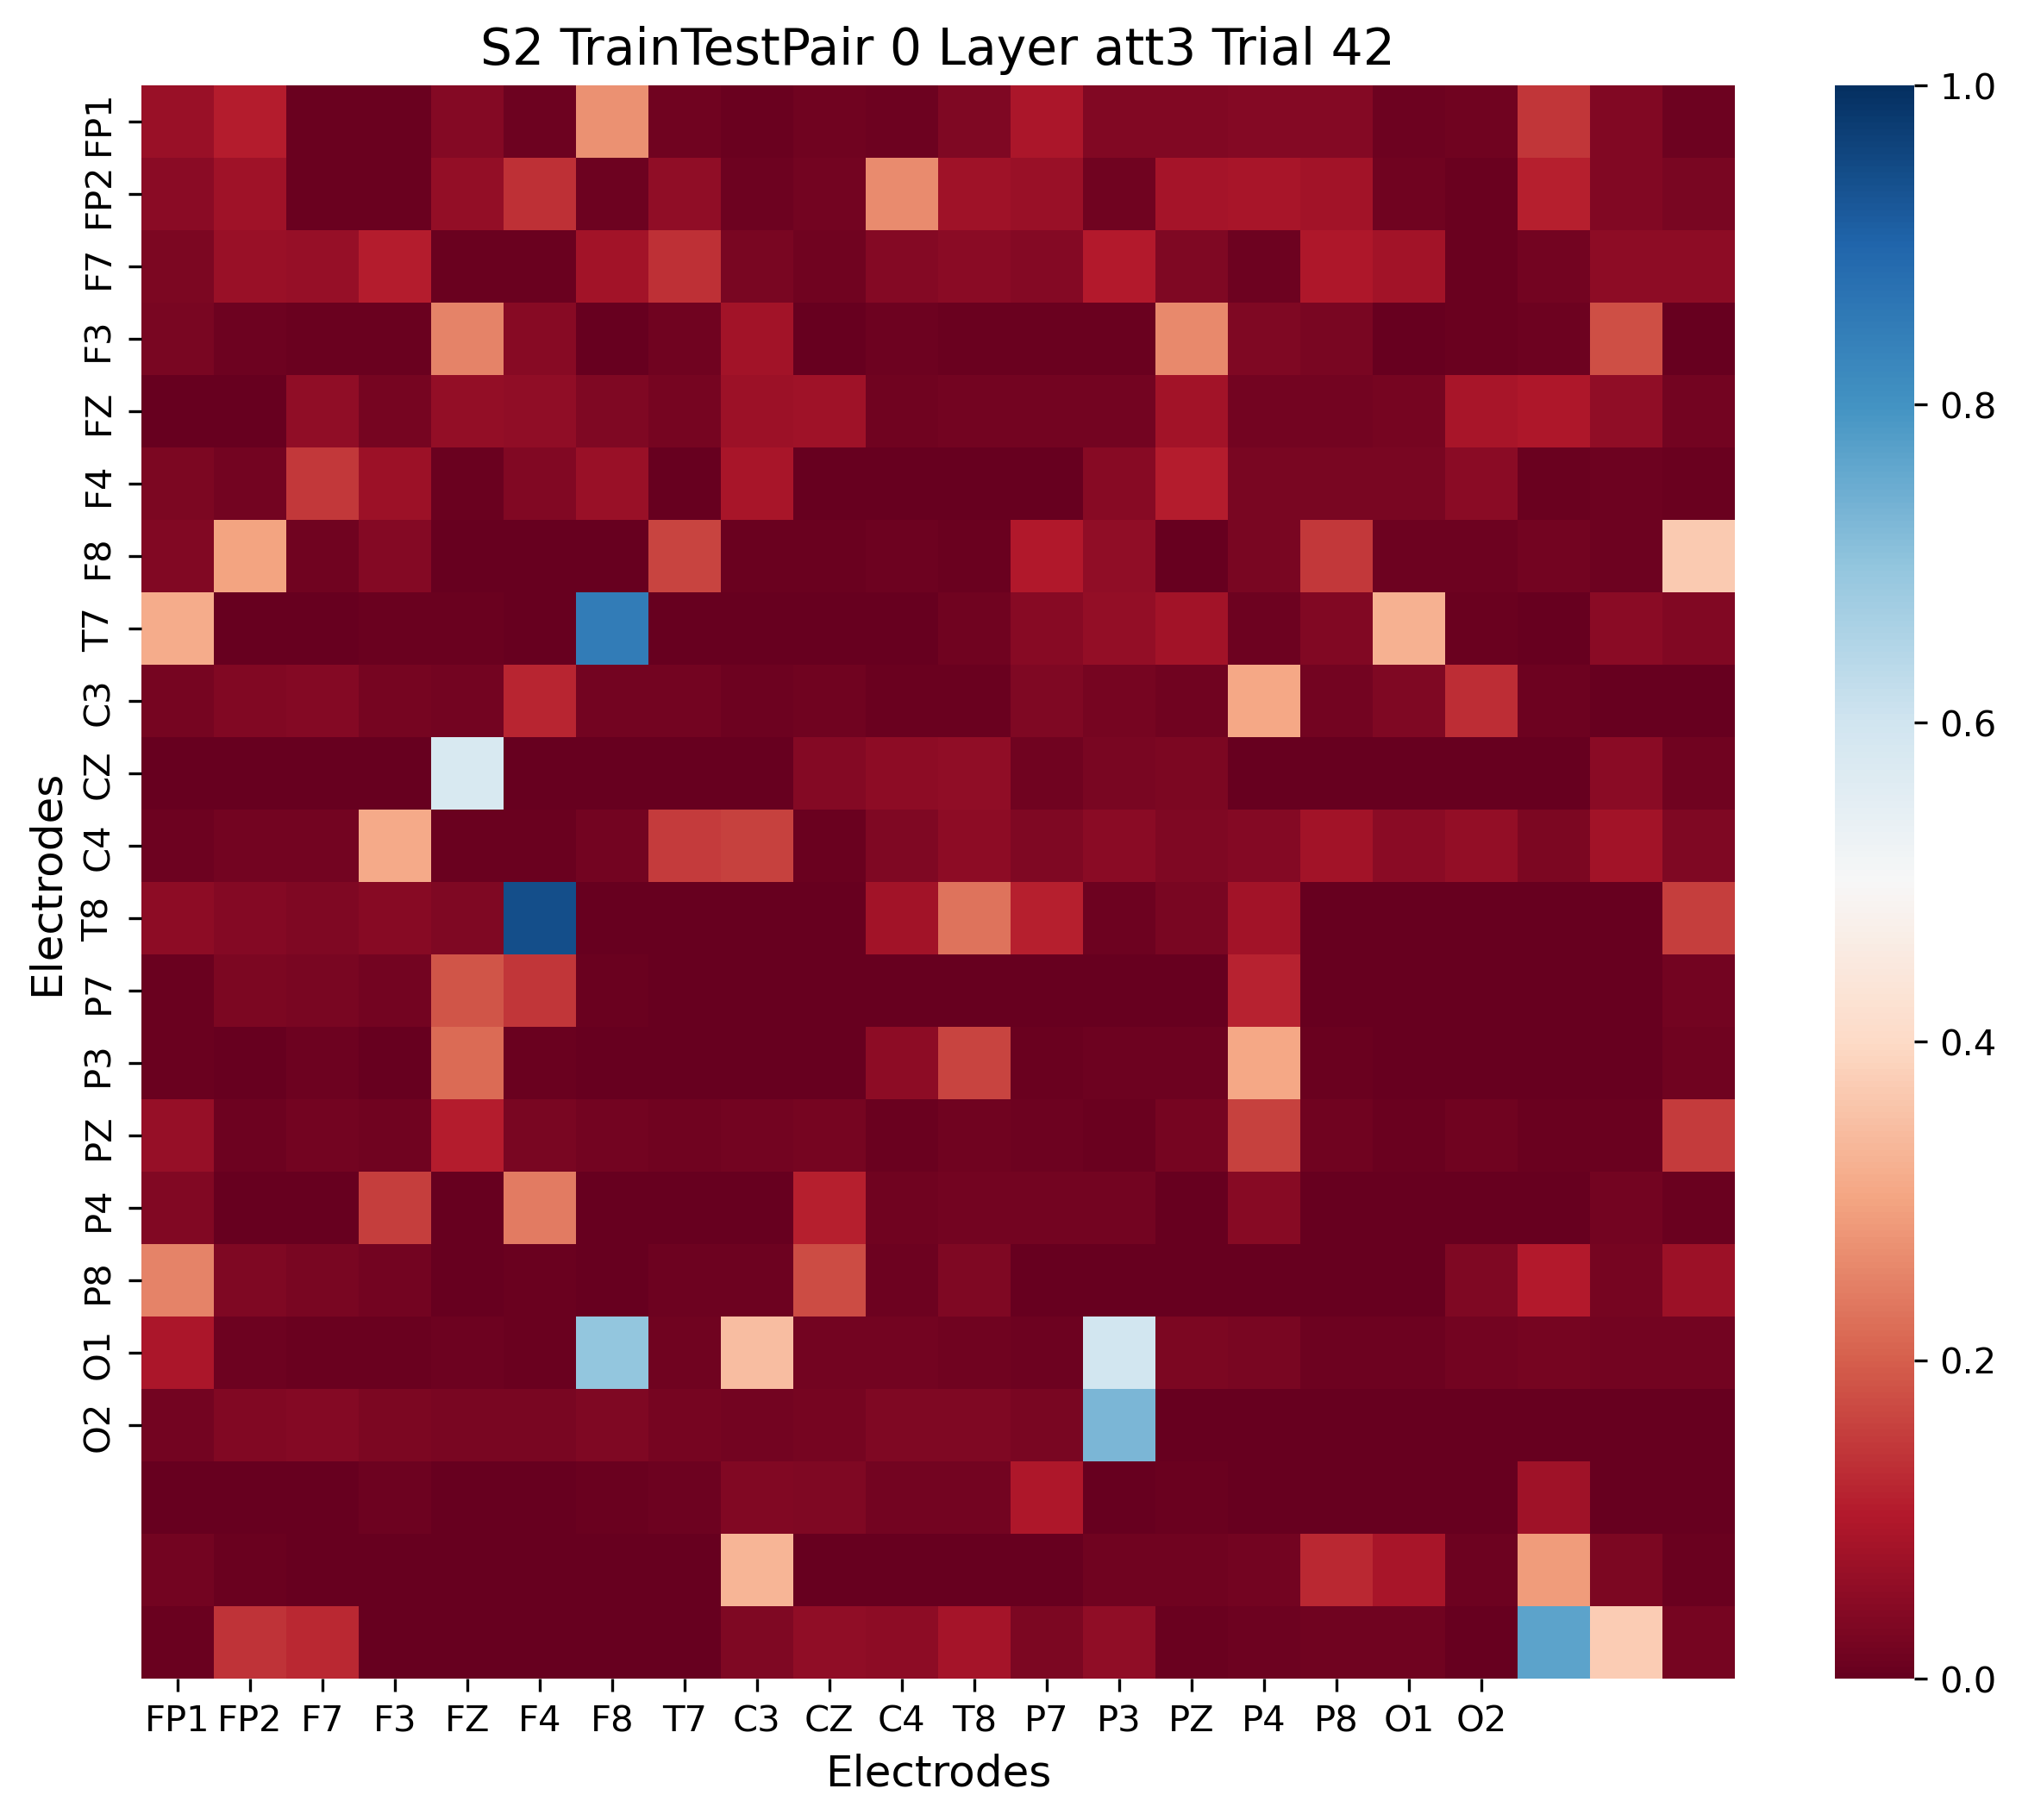 S2 TrainTestPair 0 Layer att3 Trial 42
Electrodes
FP1
FP2
F7
F3
FZ
F4
F8
T7
C3
CZ
C4
T8
P7
P3
PZ
P4
P8
O1
O2
FP1 FP2 F7 F3 FZ F4 F8 T7 C3 CZ C4 T8 P7 P3 PZ P4 P8 O1 O2
Electrodes
1.0
0.8
0.6
0.4
0.2
0.0